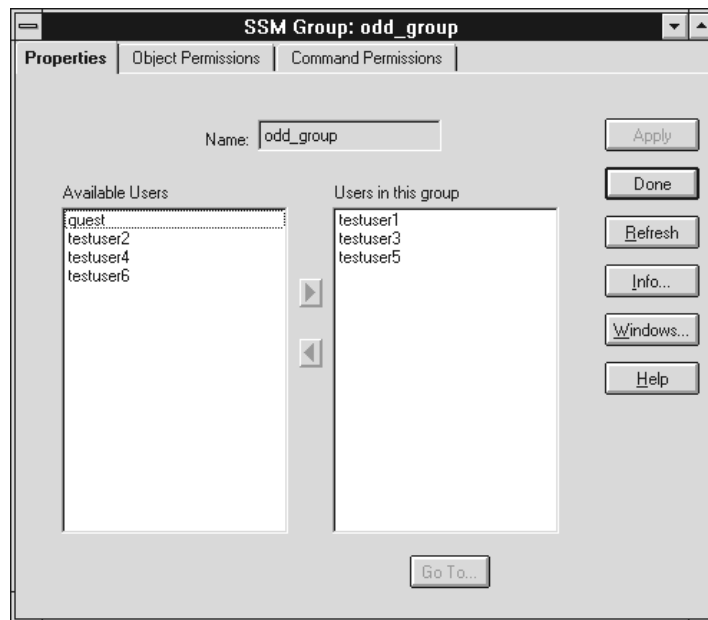 SSM Group: odd_group
Properties Object Permissions Command Permissions
Name: odd_group
Apply
Done
Refresh
Info...
Windows...
Help
Available Users
guest
testuser2
testuser4
testuser6
Users in this group
testuser1
testuser3
testuser5
Go To...